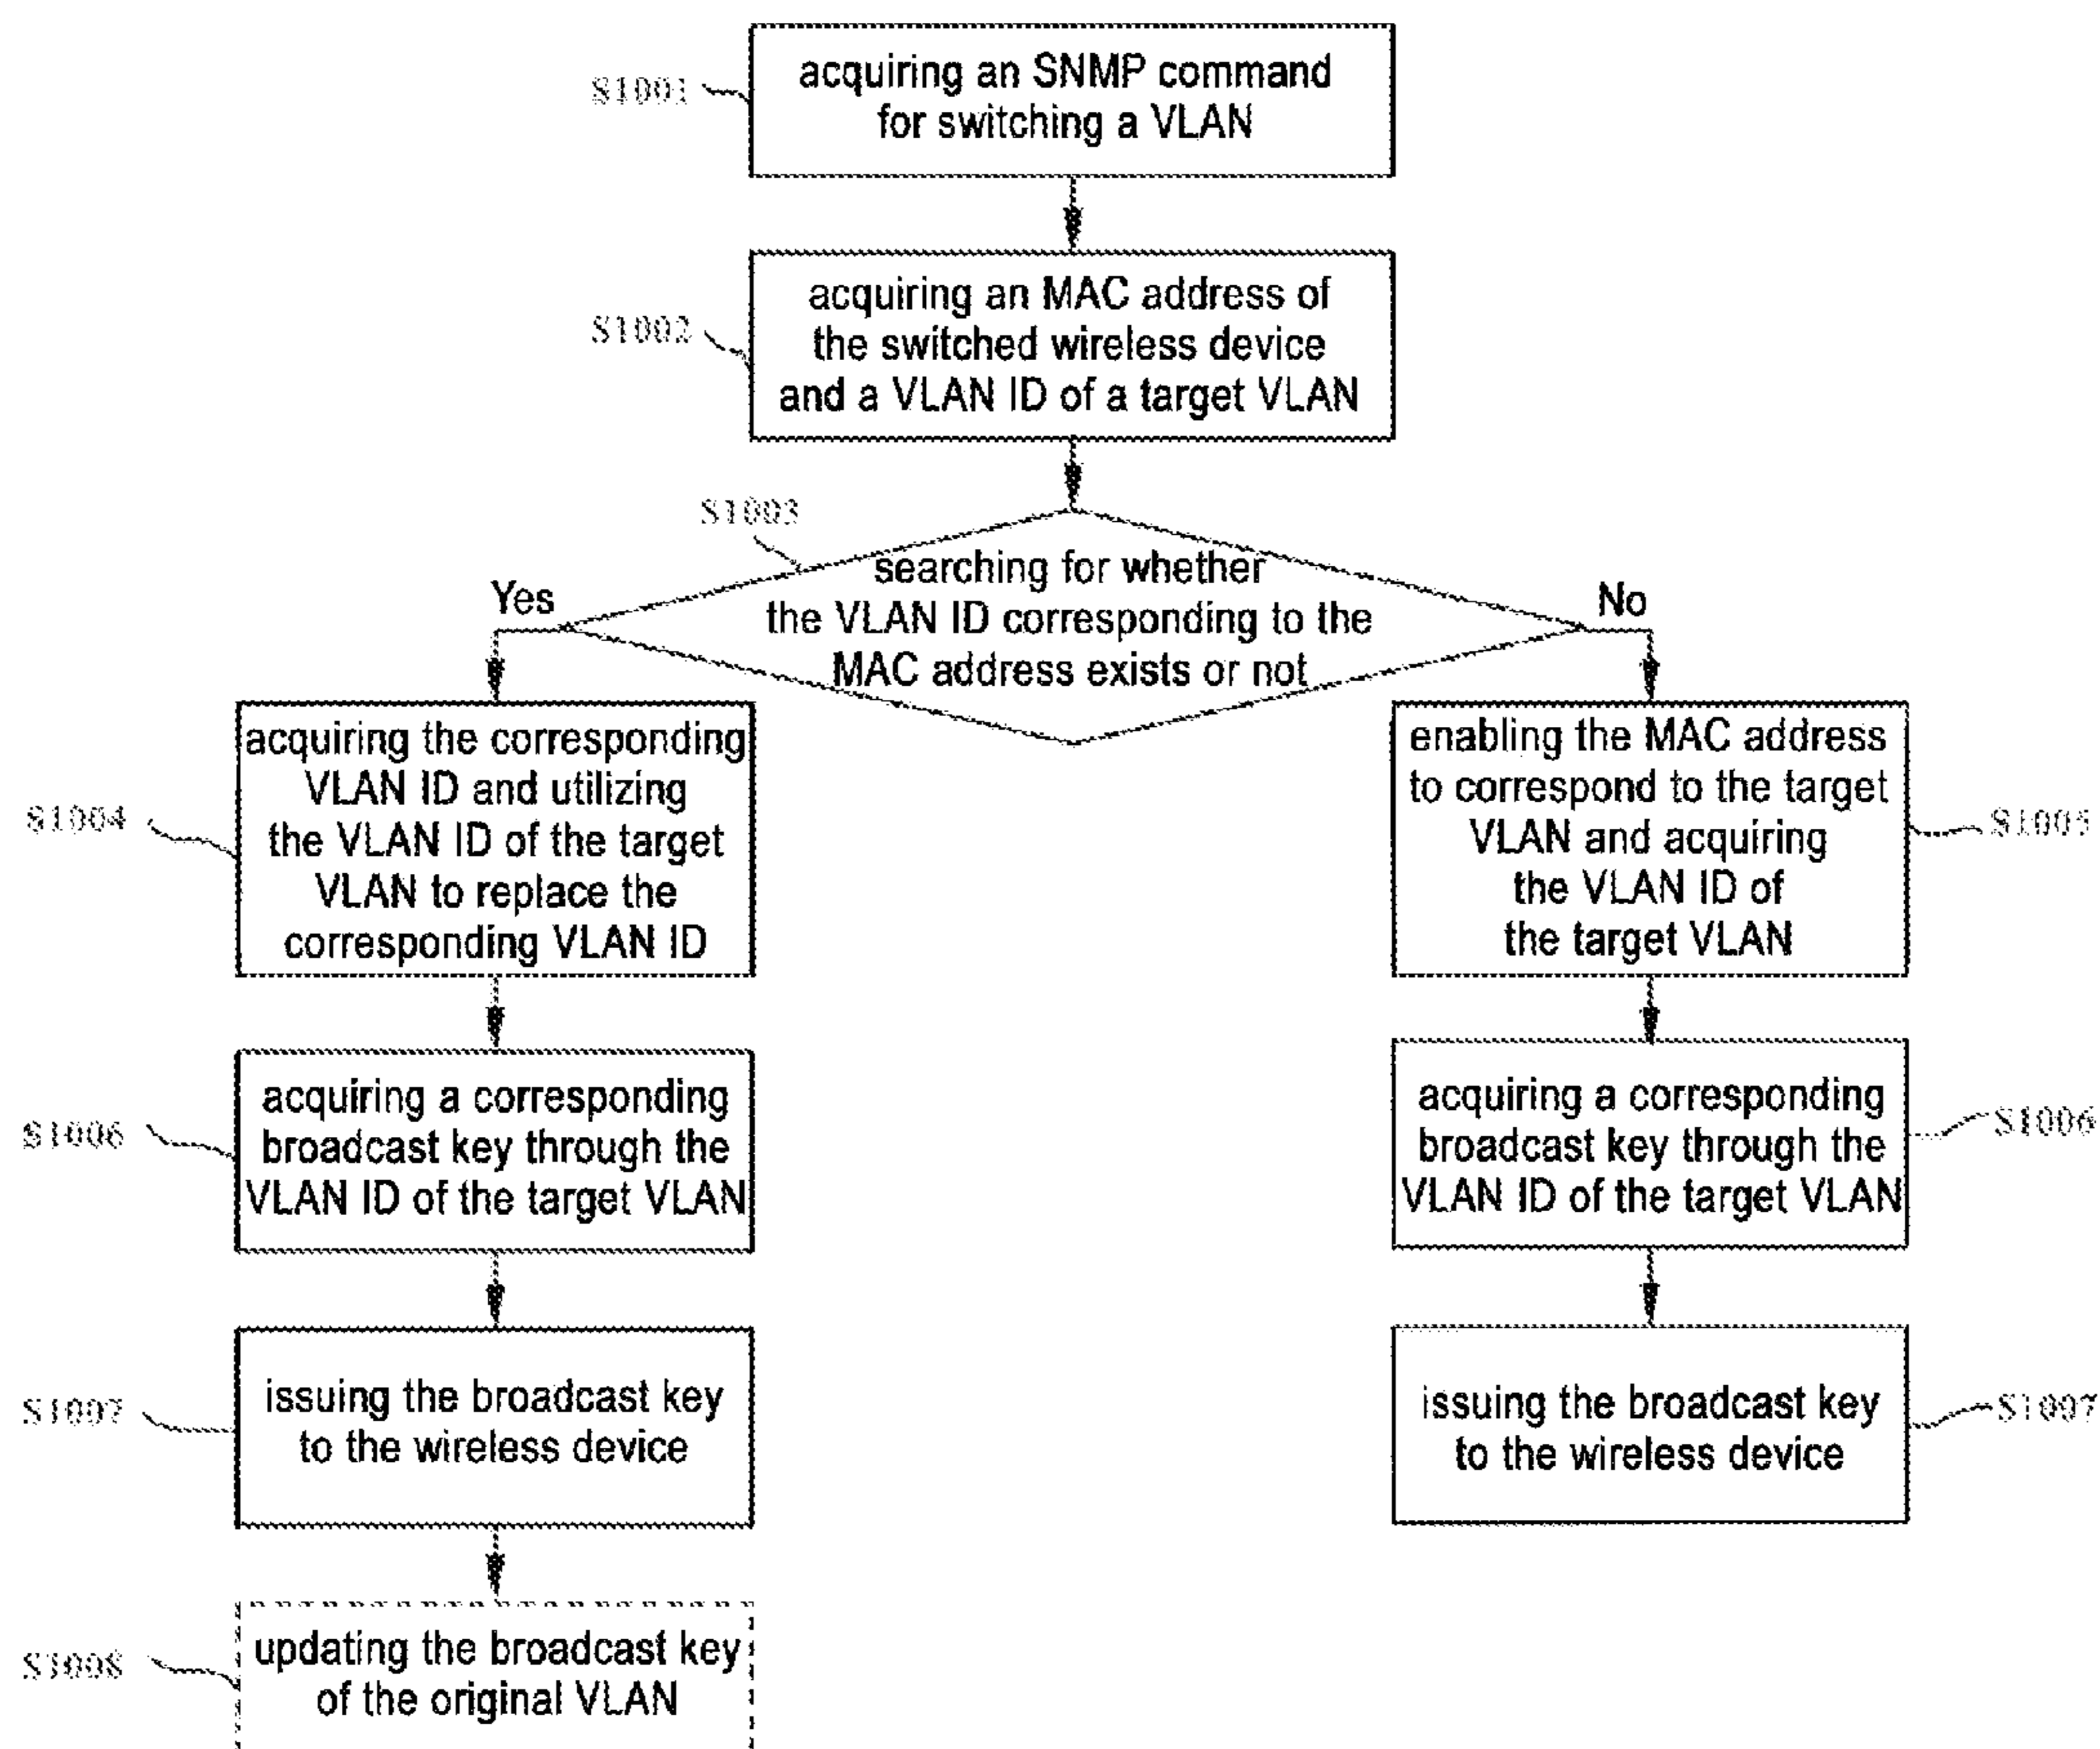 S1001
acquiring an SNMP command
for switching a VLAN
S1002
acquiring an MAC address of
the switched wireless device
and a VLAN ID of a target VLAN
S1003
searching for whether
the VLAN ID corresponding to the
MAC address exists or not
Yes
No
S1004
acquiring the corresponding
VLAN ID and utilizing
the VLAN ID of the target
VLAN to replace the
corresponding VLAN ID
enabling the MAC address
to correspond to the target
VLAN and acquiring
the VLAN ID of
the target VLAN
S1005
S1006
acquiring a corresponding
broadcast key through the
VLAN ID of the target VLAN
acquiring a corresponding
broadcast key through the
VLAN ID of the target VLAN
S1006
S1007
issuing the broadcast key
to the wireless device
issuing the broadcast key
to the wireless device
S1007
S1008
updating the broadcast key
of the original VLAN